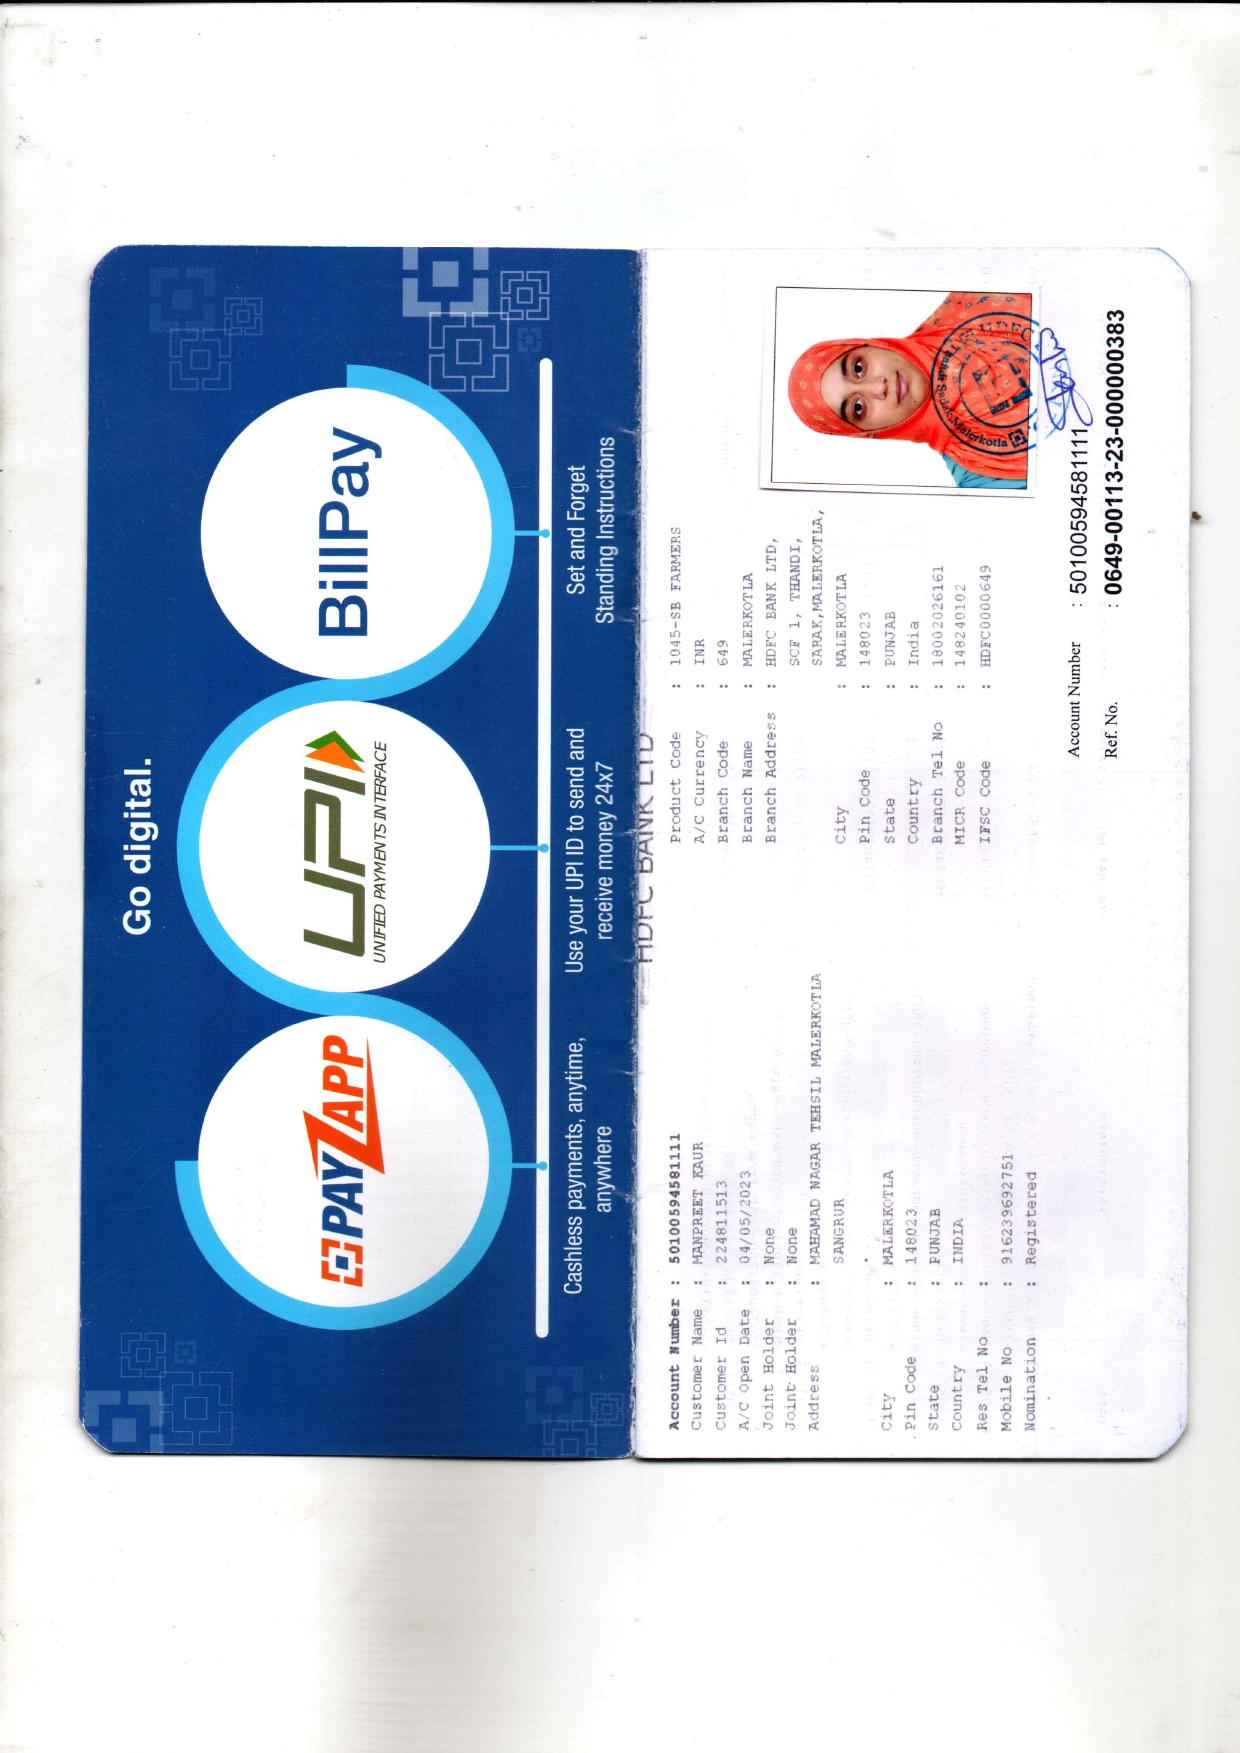 Go digital.
PAYZAPP
UPI
UNIFIED PAYMENTS INTERFACE
BillPay
Cashless payments, anytime,
anywhere
Use your UPI ID to send and
receive money 24x7
Set and Forget
Standing Instructions
HDFC BANK LTD
Account Number : 50100594581111
Customer Name : MANPREET KAUR
Customer Id : 224811513
A/C Open Date : 04/05/2023
Joint Holder : None
Joint Holder : None
Address : MAHAMAD NAGAR TEHSIL MALERKOTLA
SANGRUR
.
City : MALERKOTLA
Pin Code : 148023
State : PUNJAB
Country : INDIA
Res Tel No :
Mobile No : 916239692751
Nomination : Registered
Product Code : 1045-SB FARMERS
A/C Currency : INR
Branch Code : 649
Branch Name : MALERKOTLA
Branch Address : HDFC BANK LTD,
SCF 1, THANDI,
SARAK,MALERKOTLA,
City : MALERKOTLA
Pin Code : 148023
State : PUNJAB
Country : India
Branch Tel No : 18002026161
MICR Code : 148240102
IFSC Code : HDFC0000649
Account Number : 50100594581111
Ref. No. : 0649-00113-23-000000383